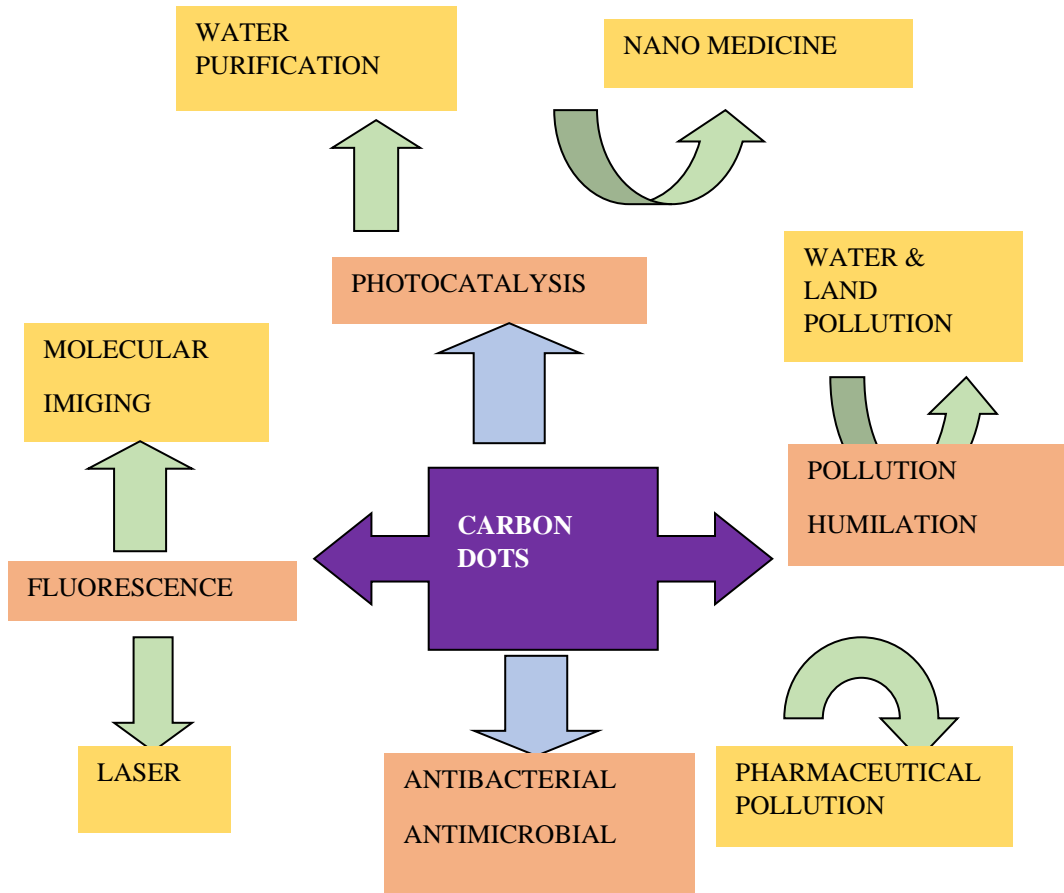 WATER
PURIFICATION
NANO MEDICINE
PHOTOCATALYSIS
WATER &
LAND
POLLUTION
MOLECULAR
IMIGING
CARBON
DOTS
POLLUTION
HUMILATION
FLUORESCENCE
LASER
ANTIBACTERIAL
ANTIMICROBIAL
PHARMACEUTICAL
POLLUTION